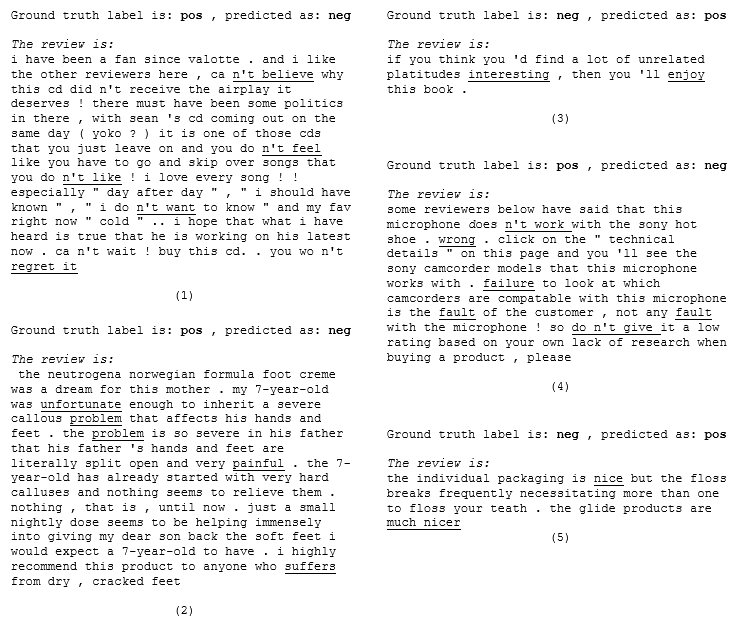 Ground truth label is: pos , predicted as: neg
The review is:
i have been a fan since valotte . and i like
the other reviewers here , ca n't believe why
this cd did n't receive the airplay it
deserves ! there must have been some politics
in there , with sean 's cd coming out on the
same day ( yoko ? ) it is one of those cds
that you just leave on and you do n't feel
like you have to go and skip over songs that
you do n't like ! i love every song ! !
especially " day after day " , " i should have
known " , " i do n't want to know " and my fav
right now " cold " .. i hope that what i have
heard is true that he is working on his latest
now . ca n't wait ! buy this cd. . you wo n't
regret it
(1)
Ground truth label is: pos , predicted as: neg
The review is:
the neutrogena norwegian formula foot creme
was a dream for this mother . my 7-year-old
was unfortunate enough to inherit a severe
callous problem that affects his hands and
feet . the problem is so severe in his father
that his father 's hands and feet are
literally split open and very painful . the 7-
year-old has already started with very hard
calluses and nothing seems to relieve them .
nothing , that is , until now . just a small
nightly dose seems to be helping immensely
into giving my dear son back the soft feet i
would expect a 7-year-old to have . i highly
recommend this product to anyone who suffers
from dry , cracked feet
(2)
Ground truth label is: neg , predicted as: pos
The review is:
if you think you 'd find a lot of unrelated
platitudes interesting , then you 'll enjoy
this book .
(3)
Ground truth label is: pos , predicted as: neg
The review is:
some reviewers below have said that this
microphone does n't work with the sony hot
shoe . wrong . click on the " technical
details " on this page and you 'll see the
sony camcorder models that this microphone
works with . failure to look at which
camcorders are compatable with this microphone
is the fault of the customer , not any fault
with the microphone ! so do n't give it a low
rating based on your own lack of research when
buying a product , please
(4)
Ground truth label is: neg , predicted as: pos
The review is:
the individual packaging is nice but the floss
breaks frequently necessitating more than one
to floss your teath . the glide products are
much nicer
(5)